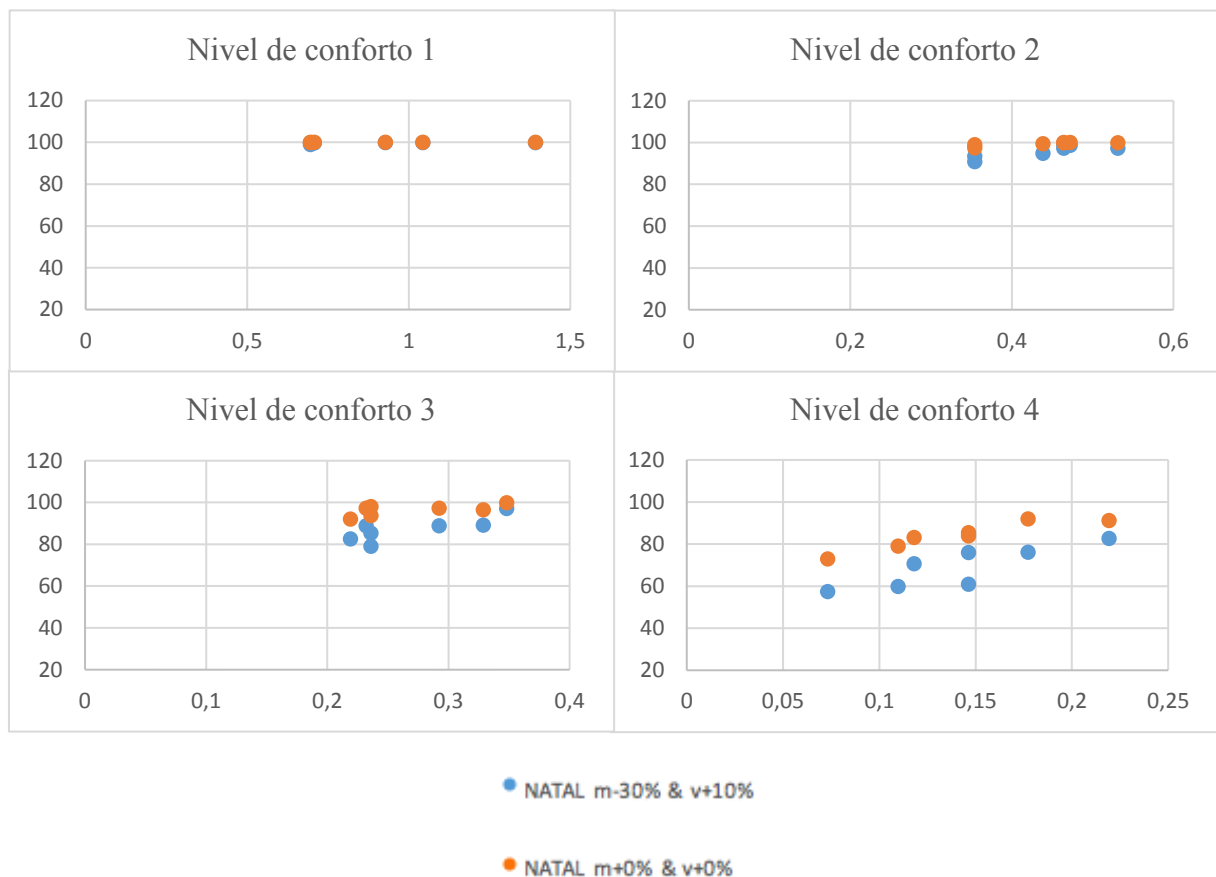 Nivel de conforto 1
120
100
80
60
40
20
0 0,5 1 1,5
Nivel de conforto 2
120
100
80
60
40
20
0 0,2 0,4 0,6
Nivel de conforto 3
120
100
80
60
40
20
0 0,1 0,2 0,3 0,4
Nivel de conforto 4
120
100
80
60
40
20
0 0,05 0,1 0,15 0,2 0,25
NATAL m-30% & v+10%
NATAL m+0% & v+0%